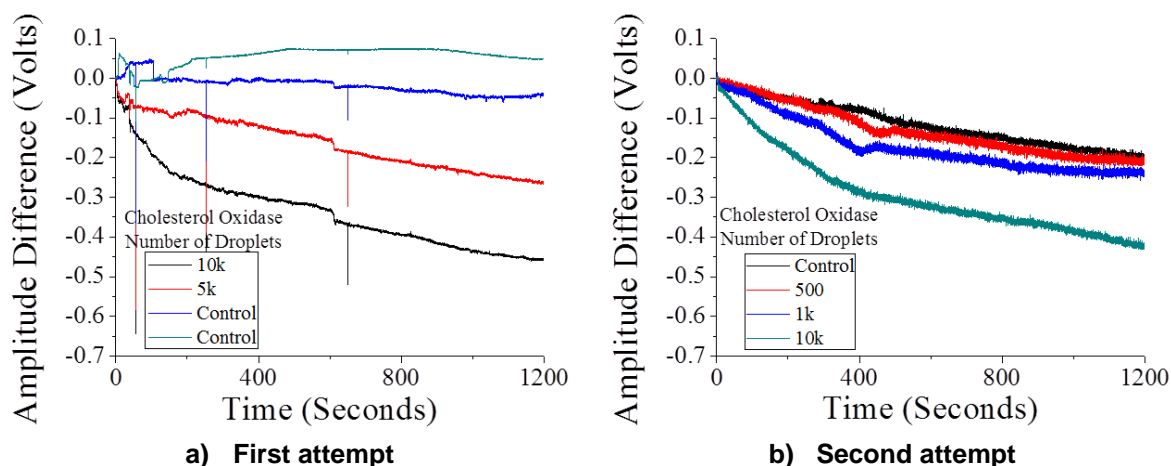 Amplitude Difference (Volts)
0.1
0.0
-0.1
-0.2
-0.3
-0.4
-0.5
-0.6
-0.7
Cholesterol Oxidase
Number of Droplets
10k
5k
Control
Control
0 400 800 1200
Time (Seconds)
a) First attempt
Amplitude Difference (Volts)
0.1
0.0
-0.1
-0.2
-0.3
-0.4
-0.5
-0.6
-0.7
Cholesterol Oxidase
Number of Droplets
Control
500
1k
10k
0 400 800 1200
Time (Seconds)
b) Second attempt